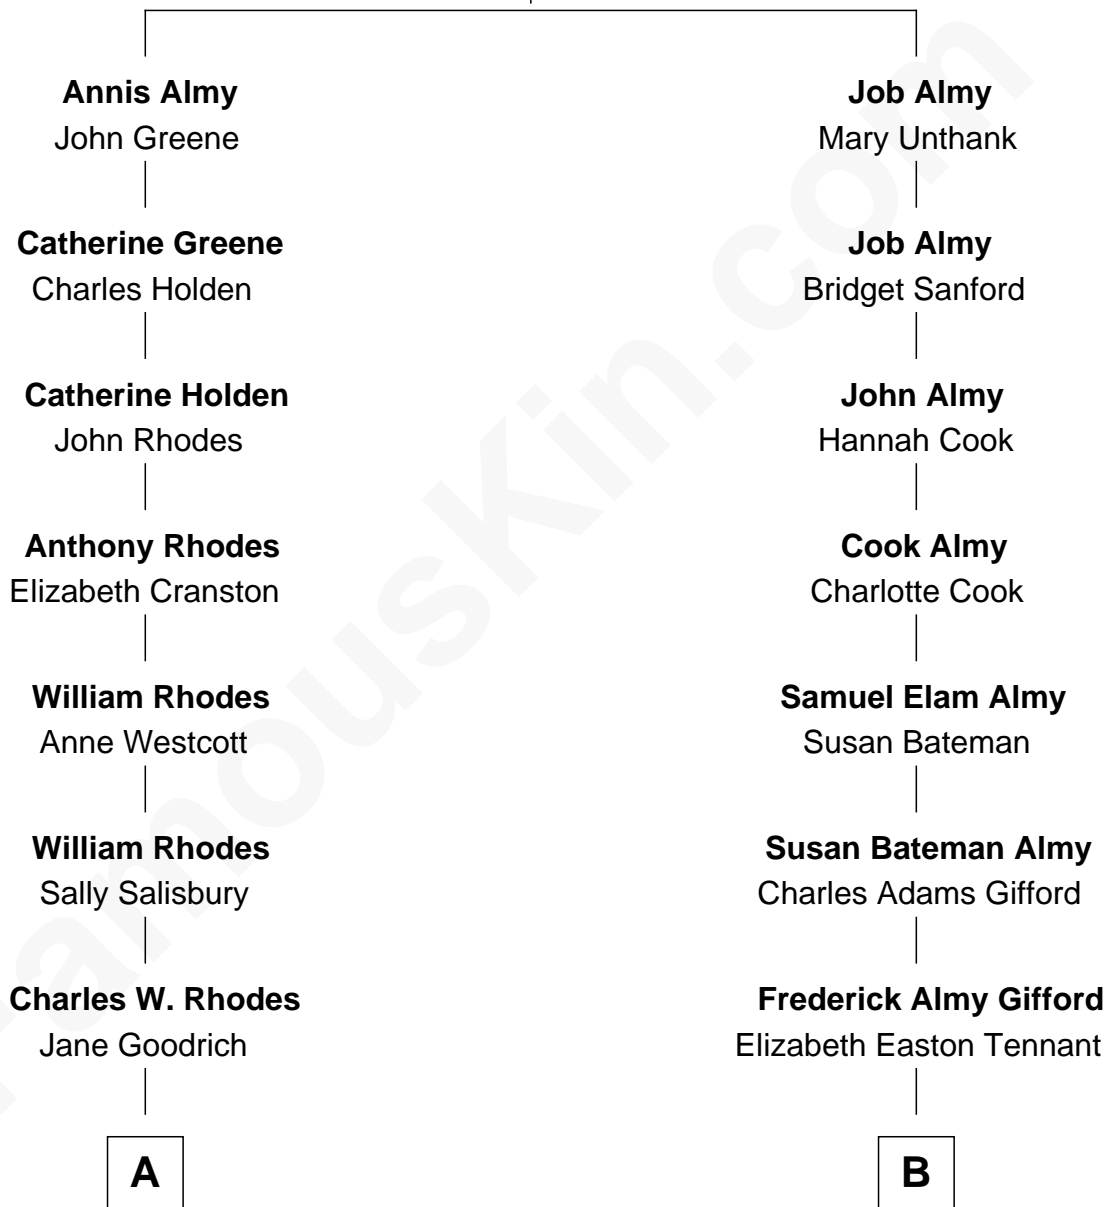 Annis Almy
John Greene
Catherine Greene
Charles Holden
Catherine Holden
John Rhodes
Anthony Rhodes
Elizabeth Cranston
William Rhodes
Anne Westcott
William Rhodes
Sally Salisbury
Charles W. Rhodes
Jane Goodrich
A
Job Almy
Mary Unthank
Job Almy
Bridget Sanford
John Almy
Hannah Cook
Cook Almy
Charlotte Cook
Samuel Elam Almy
Susan Bateman
Susan Bateman Almy
Charles Adams Gifford
Frederick Almy Gifford
Elizabeth Easton Tennant
B
FamousKin.com